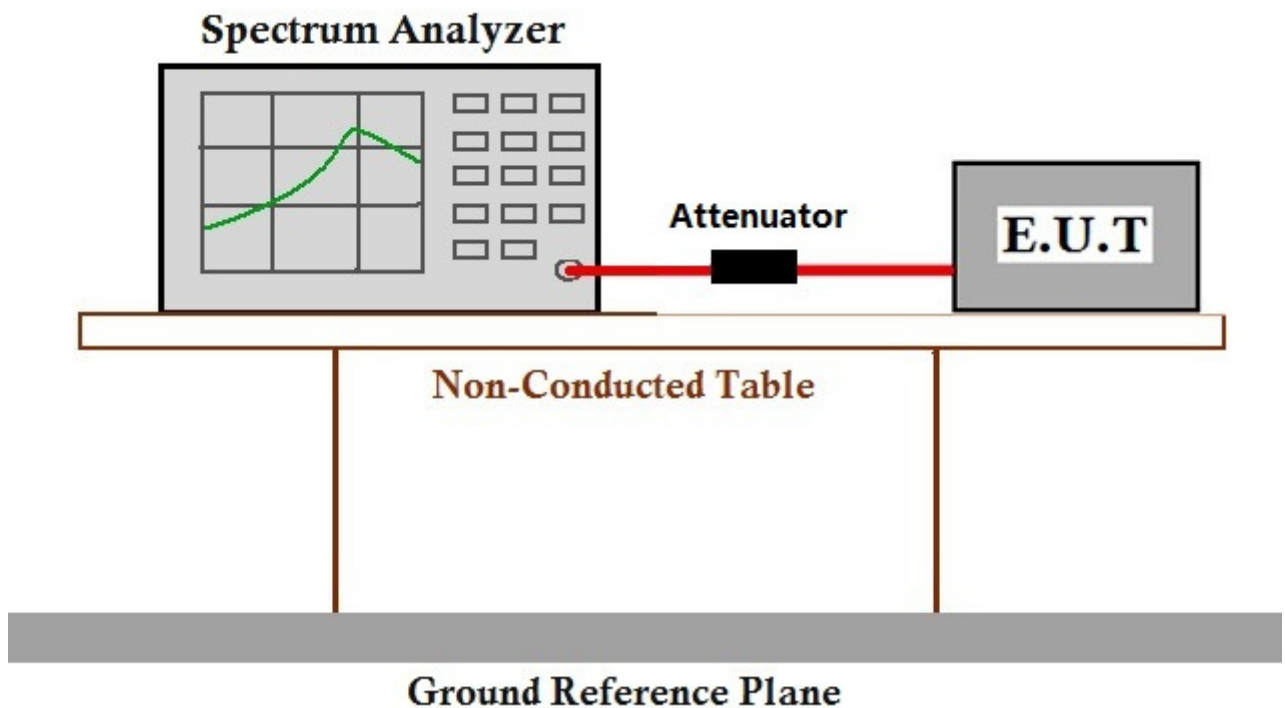 Spectrum Analyzer
Attenuator
E.U.T
Non-Conducted Table
Ground Reference Plane